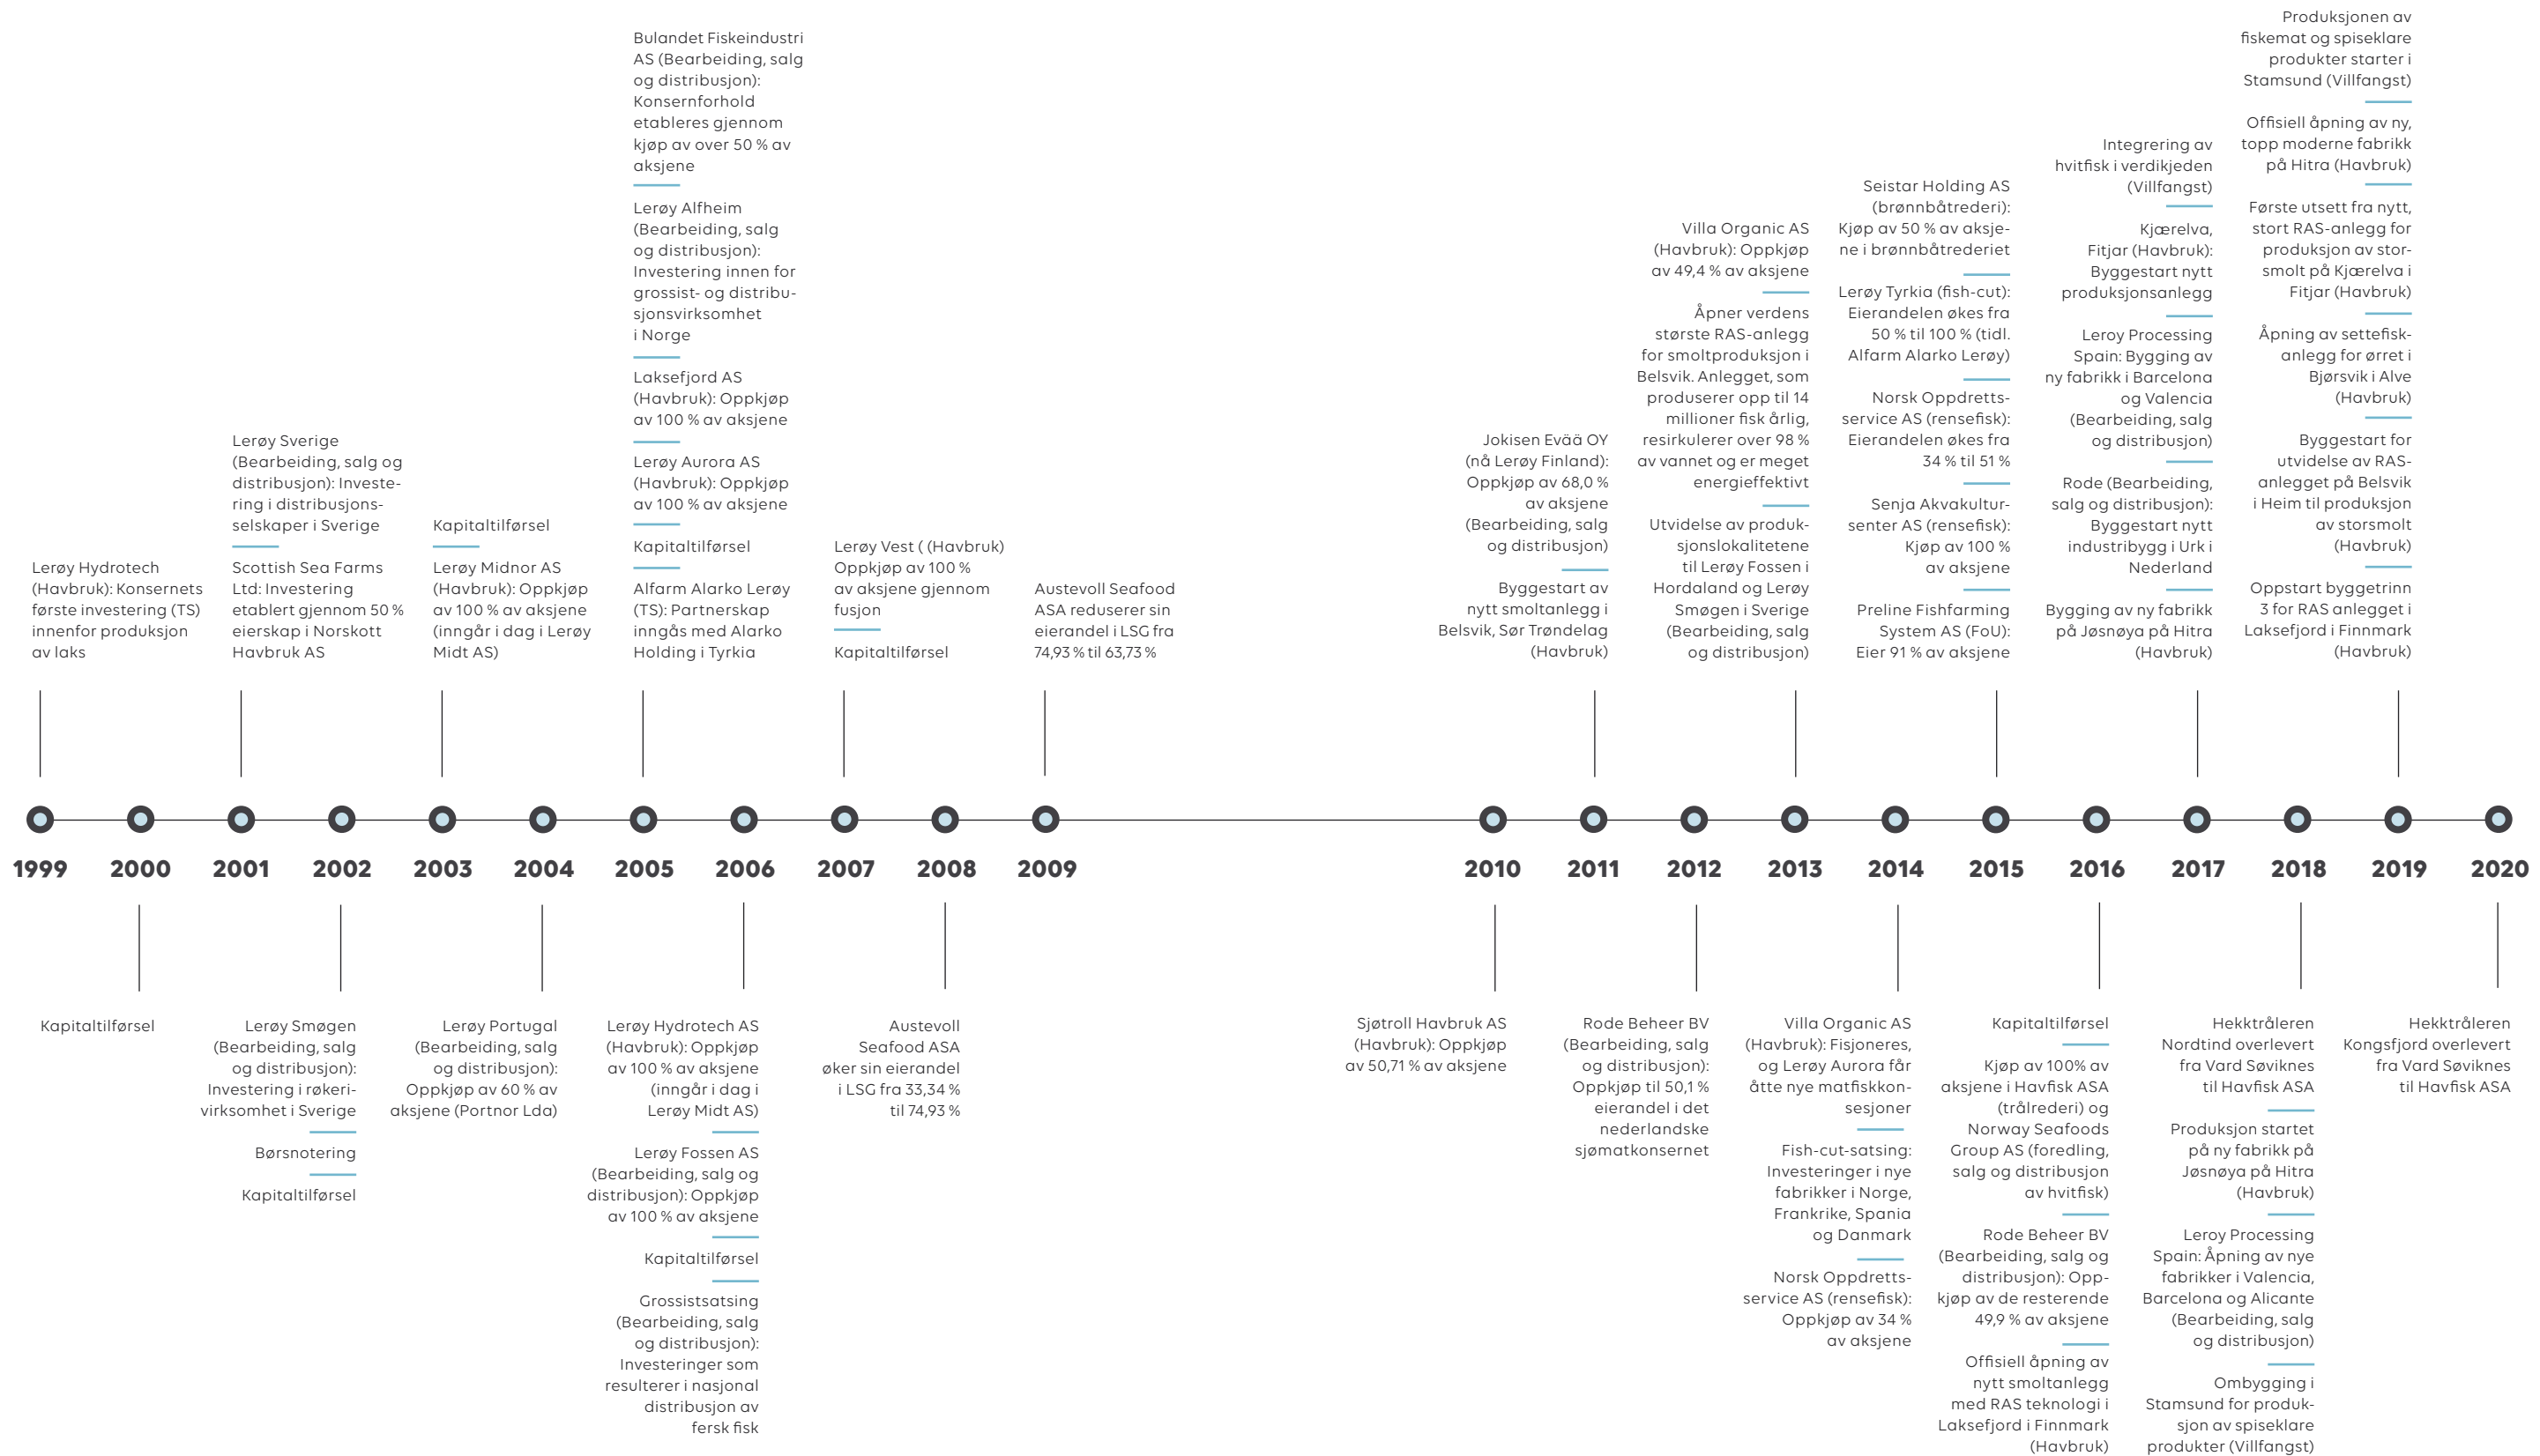 Lerøy Hydrotech
(Havbruk): Konsernets
første investering (TS)
innenfor produksjon
av laks
Lerøy Sverige
(Bearbeiding, salg og
distribusjon): Investe-
ring i distribusjons-
selskaper i Sverige
Scottish Sea Farms
Ltd: Investering
etablert gjennom 50 %
eierskap i Norskott
Havbruk AS
Kapitaltilførsel
Lerøy Midnor AS
(Havbruk): Oppkjøp
av 100 % av aksjene
(inngår i dag i Lerøy
Midt AS)
Bulandet Fiskeindustri
AS (Bearbeiding, salg
og distribusjon):
Konsernforhold
etableres gjennom
kjøp av over 50 % av
aksjene
Lerøy Alfheim
(Bearbeiding, salg
og distribusjon):
Investering innen for
grossist- og distribu-
sjonsvirksomhet
i Norge
Laksefjord AS
(Havbruk): Oppkjøp
av 100 % av aksjene
Lerøy Aurora AS
(Havbruk): Oppkjøp
av 100 % av aksjene
Kapitaltilførsel
Alfarm Alarko Lerøy
(TS): Partnerskap
inngås med Alarko
Holding i Tyrkia
Lerøy Vest ( (Havbruk)
Oppkjøp av 100 %
av aksjene gjennom
fusjon
Kapitaltilførsel
Austevoll Seafood
ASA reduserer sin
eierandel i LSG fra
74,93 % til 63,73 %
Jokisen Evää OY
(nå Lerøy Finland):
Oppkjøp av 68,0 %
av aksjene
(Bearbeiding, salg
og distribusjon)
Byggestart av
nytt smoltanlegg i
Belsvik, Sør Trøndelag
(Havbruk)
Villa Organic AS
(Havbruk): Oppkjøp
av 49,4 % av aksjene
Åpner verdens
største RAS-anlegg
for smoltproduksjon i
Belsvik. Anlegget, som
produserer opp til 14
millioner fisk årlig,
resirkulerer over 98 %
av vannet og er meget
energieffektivt
Utvidelse av produk-
sjonslokalitetene
til Lerøy Fossen i
Hordaland og Lerøy
Smøgen i Sverige
(Bearbeiding, salg
og distribusjon)
Seistar Holding AS
(brønnbåtrederi):
Kjøp av 50 % av aksje-
ne i brønnbåtrederiet
Lerøy Tyrkia (fish-cut):
Eierandelen økes fra
50 % til 100 % (tidl.
Alfarm Alarko Lerøy)
Norsk Oppdretts-
service AS (rensefisk):
Eierandelen økes fra
34 % til 51 %
Senja Akvakultur-
senter AS (rensefisk):
Kjøp av 100 %
av aksjene
Preline Fishfarming
System AS (FoU):
Eier 91 % av aksjene
Integrering av
hvitfisk i verdikjeden
(Villfangst)
Kjærelva,
Fitjar (Havbruk):
Byggestart nytt
produksjonsanlegg
Leroy Processing
Spain: Bygging av
ny fabrikk i Barcelona
og Valencia
(Bearbeiding, salg
og distribusjon)
Rode (Bearbeiding,
salg og distribusjon):
Byggestart nytt
industribygg i Urk i
Nederland
Bygging av ny fabrikk
på Jøsnøya på Hitra
(Havbruk)
Produksjonen av
fiskemat og spiseklare
produkter starter i
Stamsund (Villfangst)
Offisiell åpning av ny,
topp moderne fabrikk
på Hitra (Havbruk)
Første utsett fra nytt,
stort RAS-anlegg for
produksjon av stor-
smolt på Kjærelva i
Fitjar (Havbruk)
Åpning av settefisk-
anlegg for ørret i
Bjørsvik i Alve
(Havbruk)
Byggestart for
utvidelse av RAS-
anlegget på Belsvik
i Heim til produksjon
av storsmolt
(Havbruk)
Oppstart byggetrinn
3 for RAS anlegget i
Laksefjord i Finnmark
(Havbruk)
1999 2000 2001 2002 2003 2004 2005 2006 2007 2008 2009 2010 2011 2012 2013 2014 2015 2016 2017 2018 2019 2020
Kapitaltilførsel
Lerøy Smøgen
(Bearbeiding, salg
og distribusjon):
Investering i røkeri-
virksomhet i Sverige
Børsnotering
Kapitaltilførsel
Lerøy Portugal
(Bearbeiding, salg
og distribusjon):
Oppkjøp av 60 % av
aksjene (Portnor Lda)
Lerøy Hydrotech AS
(Havbruk): Oppkjøp
av 100 % av aksjene
(inngår i dag i
Lerøy Midt AS)
Lerøy Fossen AS
(Bearbeiding, salg og
distribusjon): Oppkjøp
av 100 % av aksjene
Kapitaltilførsel
Grossistsatsing
(Bearbeiding, salg
og distribusjon):
Investeringer som
resulterer i nasjonal
distribusjon av
fersk fisk
Austevoll
Seafood ASA
øker sin eierandel
i LSG fra 33,34 %
til 74,93 %
Sjøtroll Havbruk AS
(Havbruk): Oppkjøp
av 50,71 % av aksjene
Rode Beheer BV
(Bearbeiding, salg
og distribusjon):
Oppkjøp til 50,1 %
eierandel i det
nederlandske
sjømatkonsernet
Villa Organic AS
(Havbruk): Fisjoneres,
og Lerøy Aurora får
åtte nye matfiskkon-
sesjoner
Fish-cut-satsing:
Investeringer i nye
fabrikker i Norge,
Frankrike, Spania
og Danmark
Norsk Oppdretts-
service AS (rensefisk):
Oppkjøp av 34 %
av aksjene
Kapitaltilførsel
Kjøp av 100% av
aksjene i Havfisk ASA
(trålrederi) og
Norway Seafoods
Group AS (foredling,
salg og distribusjon
av hvitfisk)
Rode Beheer BV
(Bearbeiding, salg og
distribusjon): Opp-
kjøp av de resterende
49,9 % av aksjene
Offisiell åpning av
nytt smoltanlegg
med RAS teknologi i
Laksefjord i Finnmark
(Havbruk)
Hekktråleren
Nordtind overlevert
fra Vard Søviknes
til Havfisk ASA
Produksjon startet
på ny fabrikk på
Jøsnøya på Hitra
(Havbruk)
Leroy Processing
Spain: Åpning av nye
fabrikker i Valencia,
Barcelona og Alicante
(Bearbeiding, salg
og distribusjon)
Ombygging i
Stamsund for produk-
sjon av spiseklare
produkter (Villfangst)
Hekktråleren
Kongsfjord overlevert
fra Vard Søviknes
til Havfisk ASA